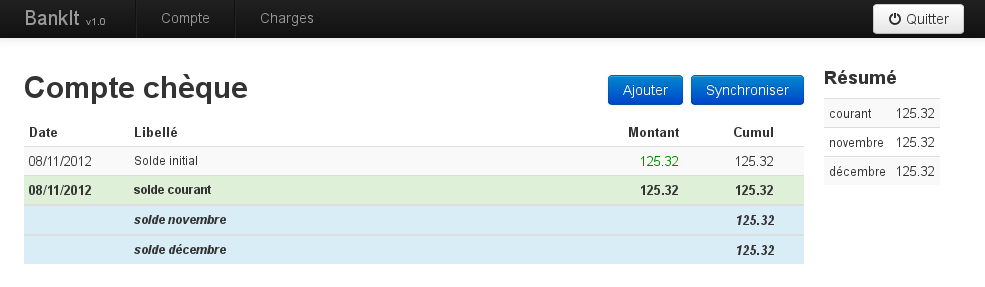 BankIt v1.0 Compte Charges Quitter
Compte chèque Ajouter Synchroniser
Date Libellé Montant Cumul
08/11/2012 Solde initial 125.32 125.32
08/11/2012 solde courant 125.32 125.32
solde novembre 125.32
solde décembre 125.32
Résumé
courant 125.32
novembre 125.32
décembre 125.32